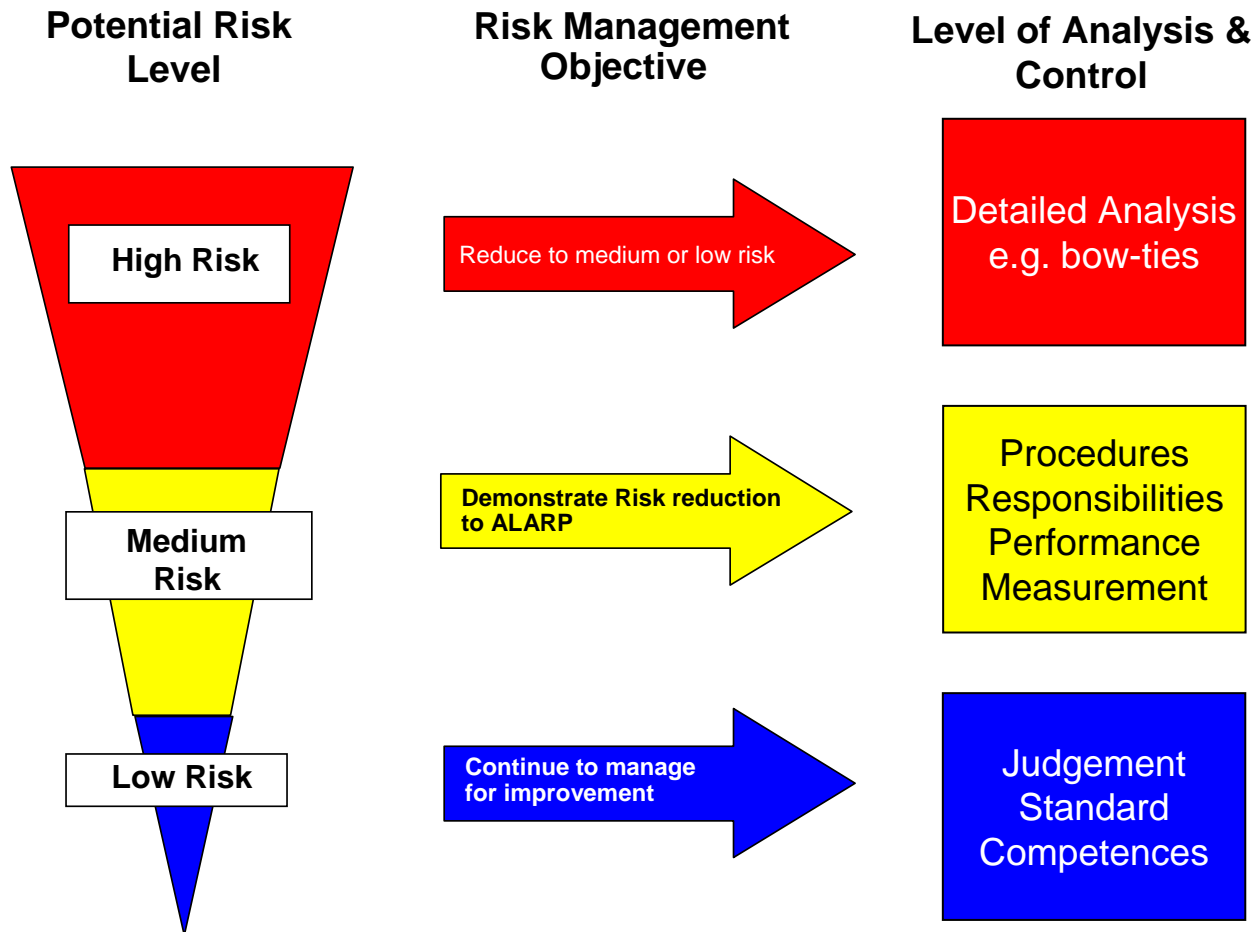 Potential Risk
Level
Risk Management
Objective
Level of Analysis &
Control
High Risk
Reduce to medium or low risk
Detailed Analysis
e.g. bow-ties
Medium
Risk
Demonstrate Risk reduction
to ALARP
Procedures
Responsibilities
Performance
Measurement
Low Risk
Continue to manage
for improvement
Judgement
Standard
Competences